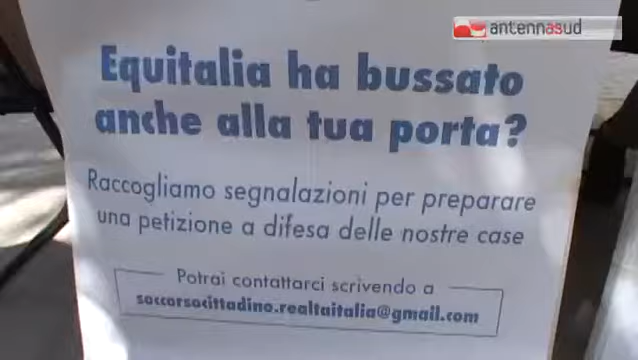 antennasud
Equitalia ha bussato
anche alla tua porta?
Raccogliamo segnalazioni per preparare
una petizione a difesa delle nostre case
Potrai contattarci scrivendo a
soccorsocittadino.realtaitalia@gmail.com